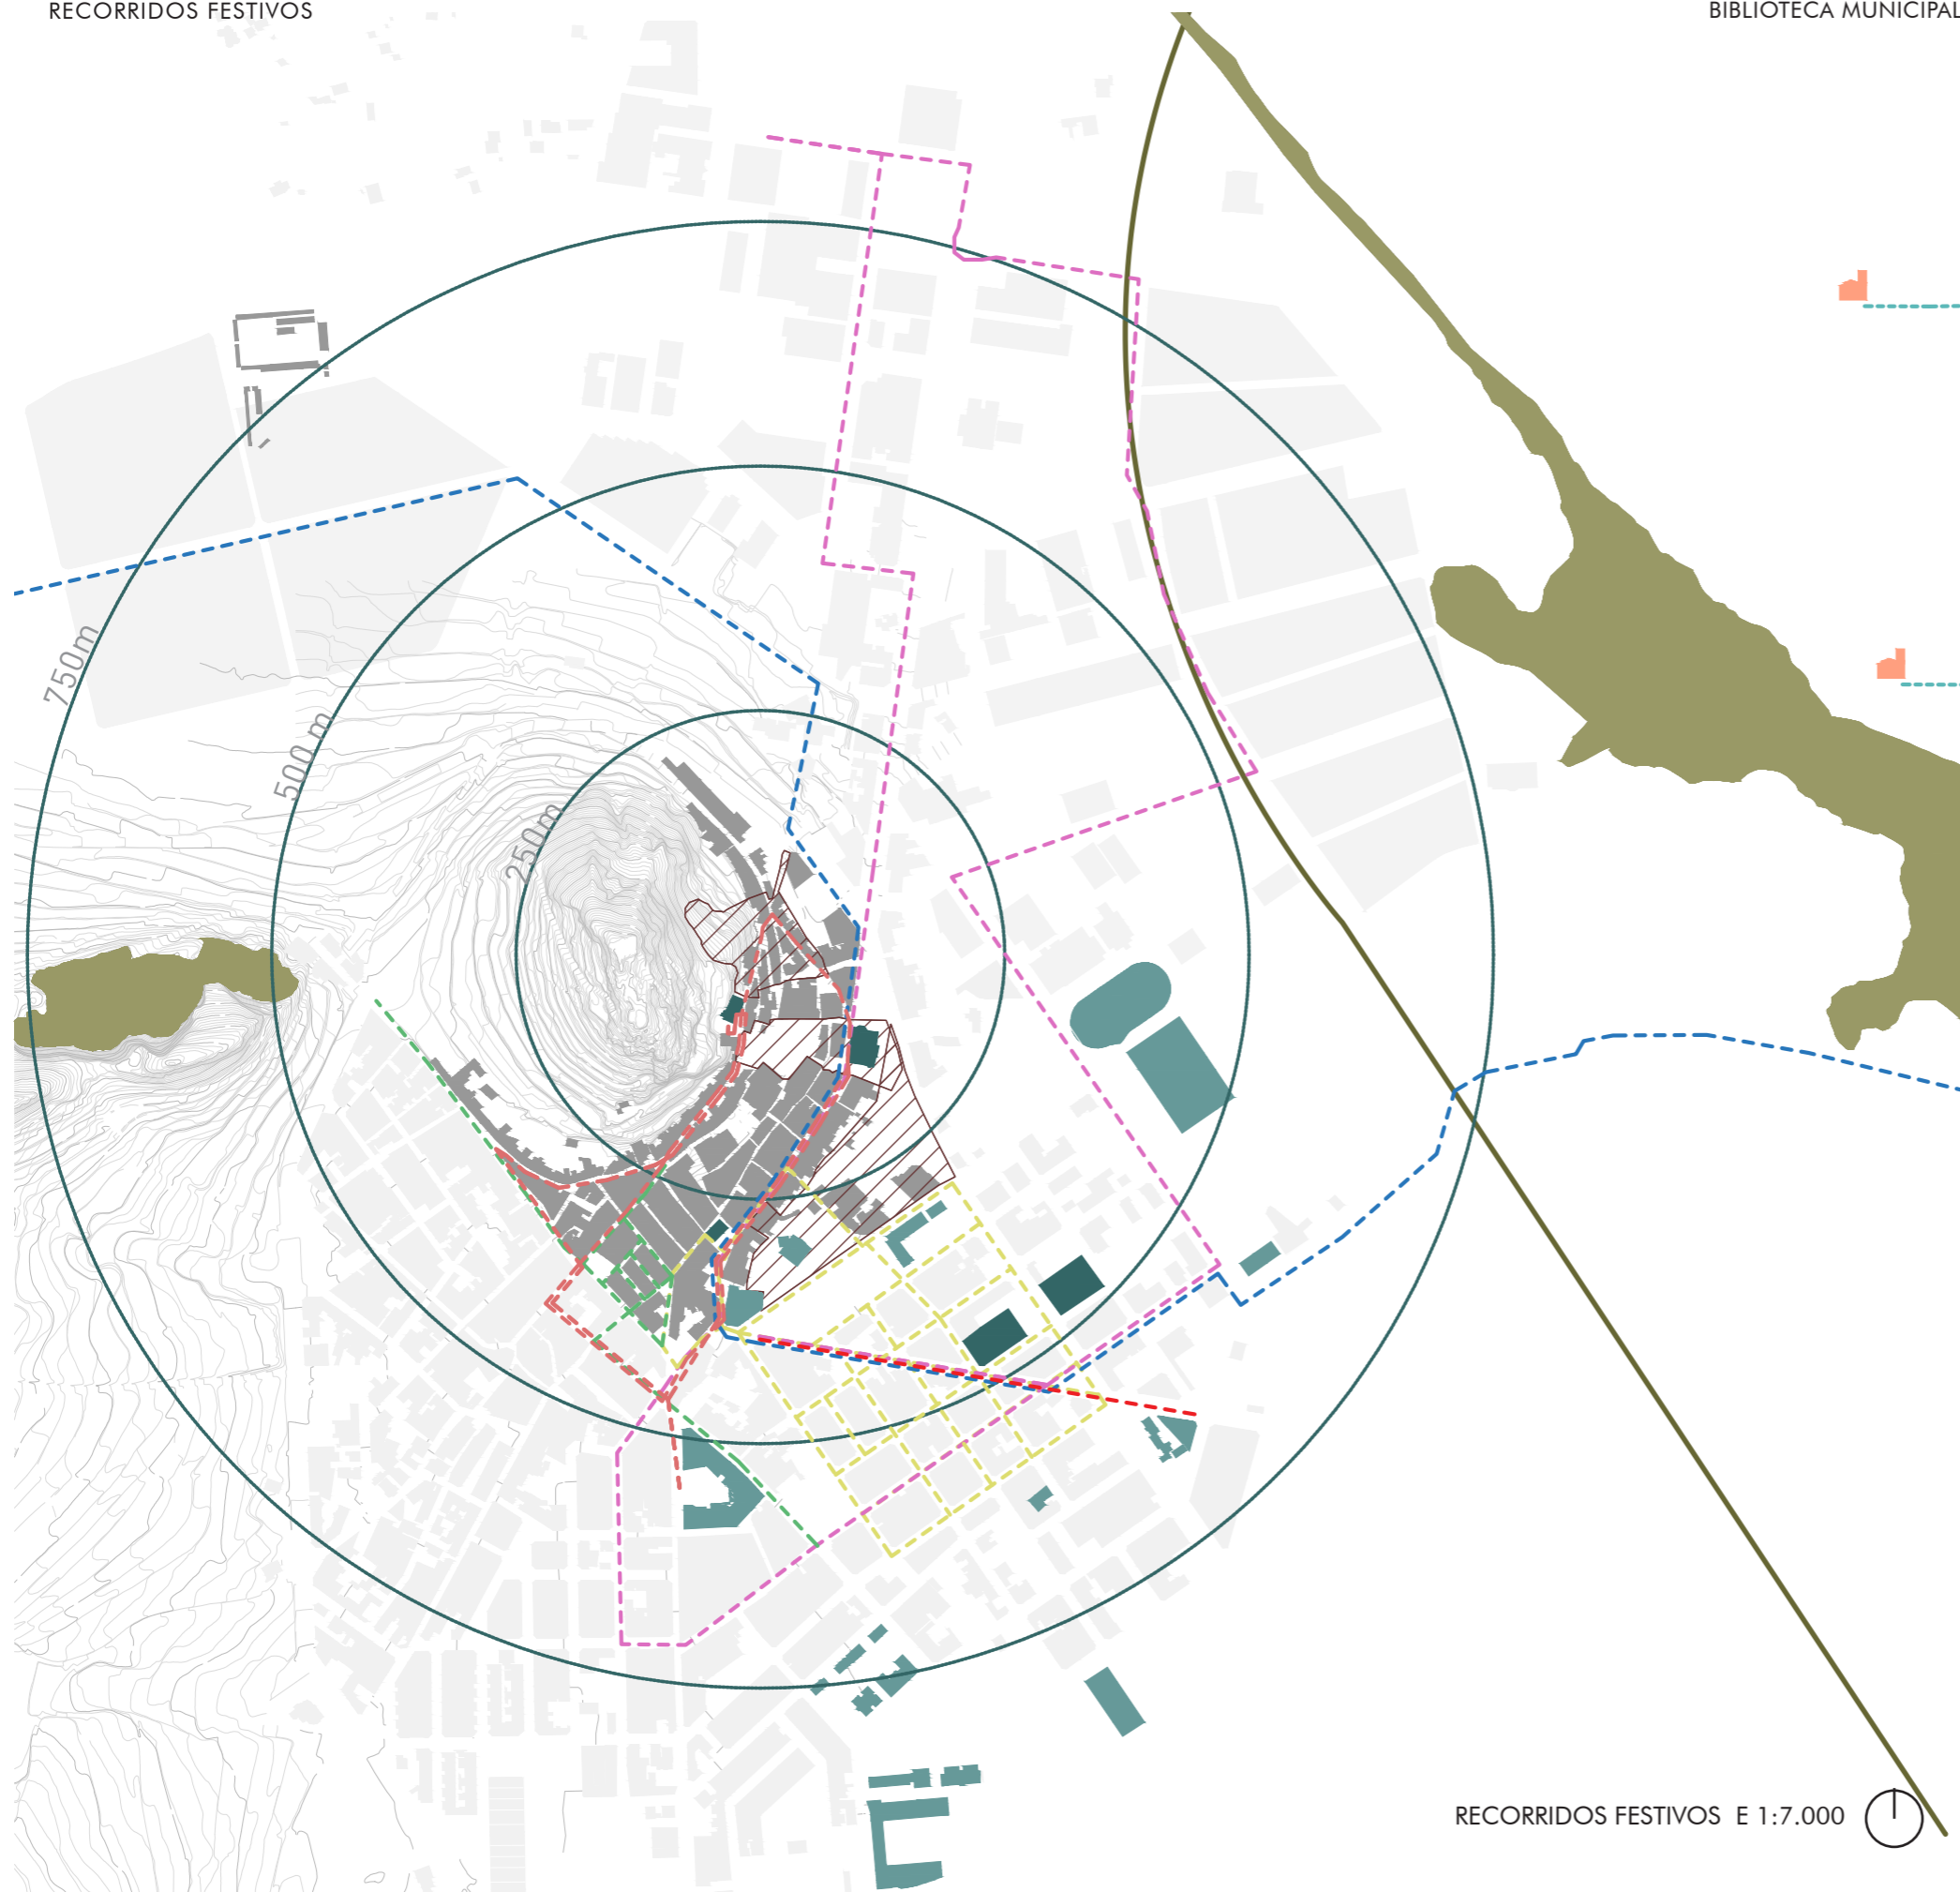 RECORRIDOS FESTIVOS
BIBLIOTECA MUNICIPAL
750m
500 m
250m
RECORRIDOS FESTIVOS E 1:7.000